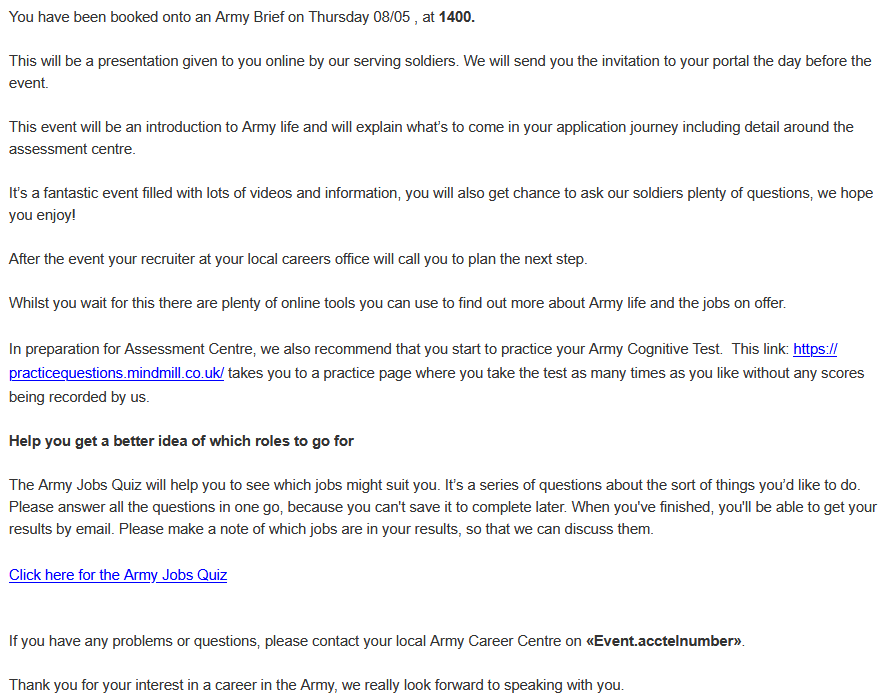 You have been booked onto an Army Brief on Thursday 08/05 , at 1400.
This will be a presentation given to you online by our serving soldiers. We will send you the invitation to your portal the day before the
event.
This event will be an introduction to Army life and will explain what's to come in your application journey including detail around the
assessment centre.
It's a fantastic event filled with lots of videos and information, you will also get chance to ask our soldiers plenty of questions, we hope
you enjoy!
After the event your recruiter at your local careers office will call you to plan the next step.
Whilst you wait for this there are plenty of online tools you can use to find out more about Army life and the jobs on offer.
In preparation for Assessment Centre, we also recommend that you start to practice your Army Cognitive Test.  This link: https://
practicequestions.mindmill.co.uk/ takes you to a practice page where you take the test as many times as you like without any scores
being recorded by us.
Help you get a better idea of which roles to go for
The Army Jobs Quiz will help you to see which jobs might suit you. It's a series of questions about the sort of things you'd like to do.
Please answer all the questions in one go, because you can't save it to complete later. When you've finished, you'll be able to get your
results by email. Please make a note of which jobs are in your results, so that we can discuss them.
Click here for the Army Jobs Quiz
If you have any problems or questions, please contact your local Army Career Centre on «Event.acctelnumber».
Thank you for your interest in a career in the Army, we really look forward to speaking with you.